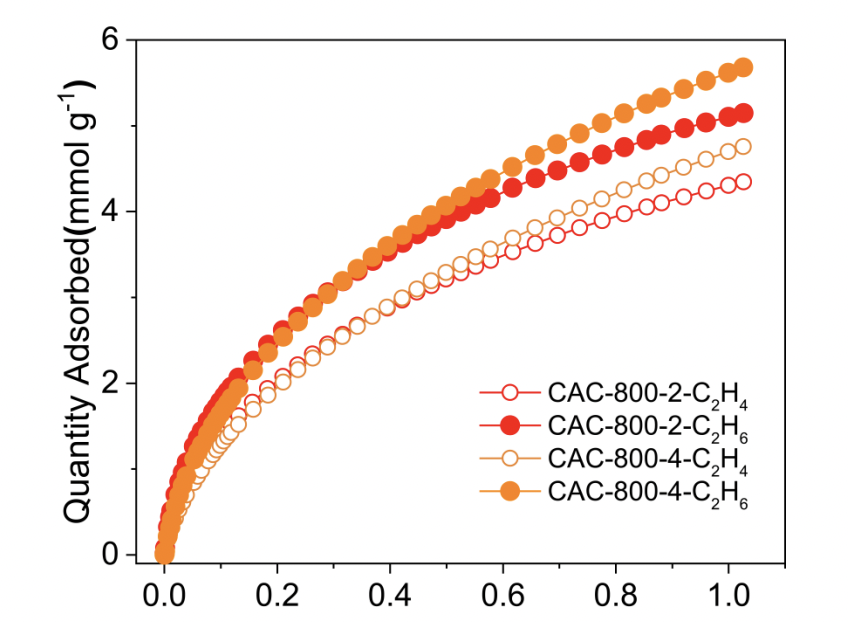 6
4
2
0
Quantity Adsorbed(mmol g⁻¹)
CAC-800-2-C₂H₄
CAC-800-2-C₂H₆
CAC-800-4-C₂H₄
CAC-800-4-C₂H₆
0.0 0.2 0.4 0.6 0.8 1.0